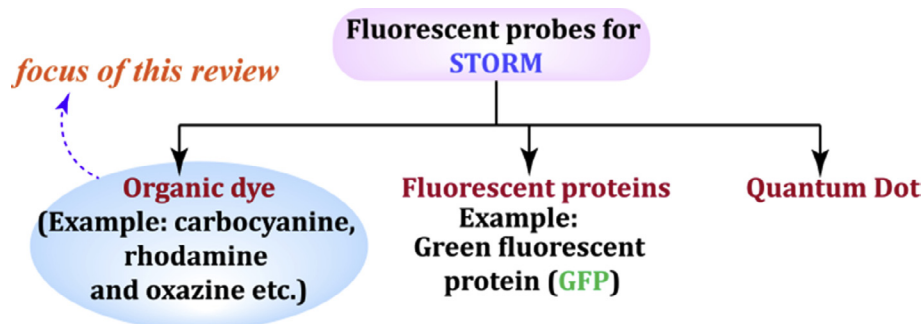 Fluorescent probes for
STORM
focus of this review
Organic dye
(Example: carbocyanine,
rhodamine
and oxazine etc.)
Fluorescent proteins
Example:
Green fluorescent
protein (GFP)
Quantum Dot